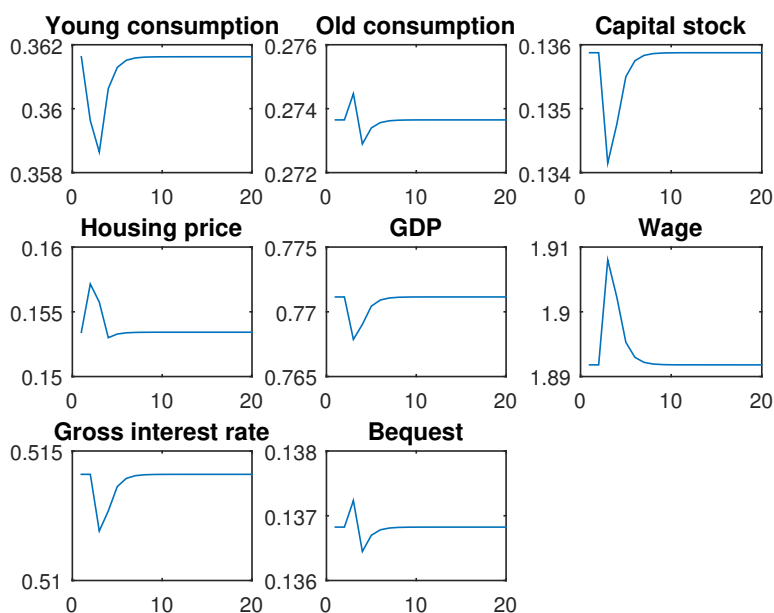 Young consumption
0.362
0.36
0.358
0 10 20
Old consumption
0.276
0.274
0.272
0 10 20
Capital stock
0.136
0.135
0.134
0 10 20
Housing price
0.16
0.155
0.15
0 10 20
GDP
0.775
0.77
0.765
0 10 20
Wage
1.91
1.9
1.89
0 10 20
Gross interest rate
0.515
0.51
0 10 20
Bequest
0.138
0.137
0.136
0 10 20